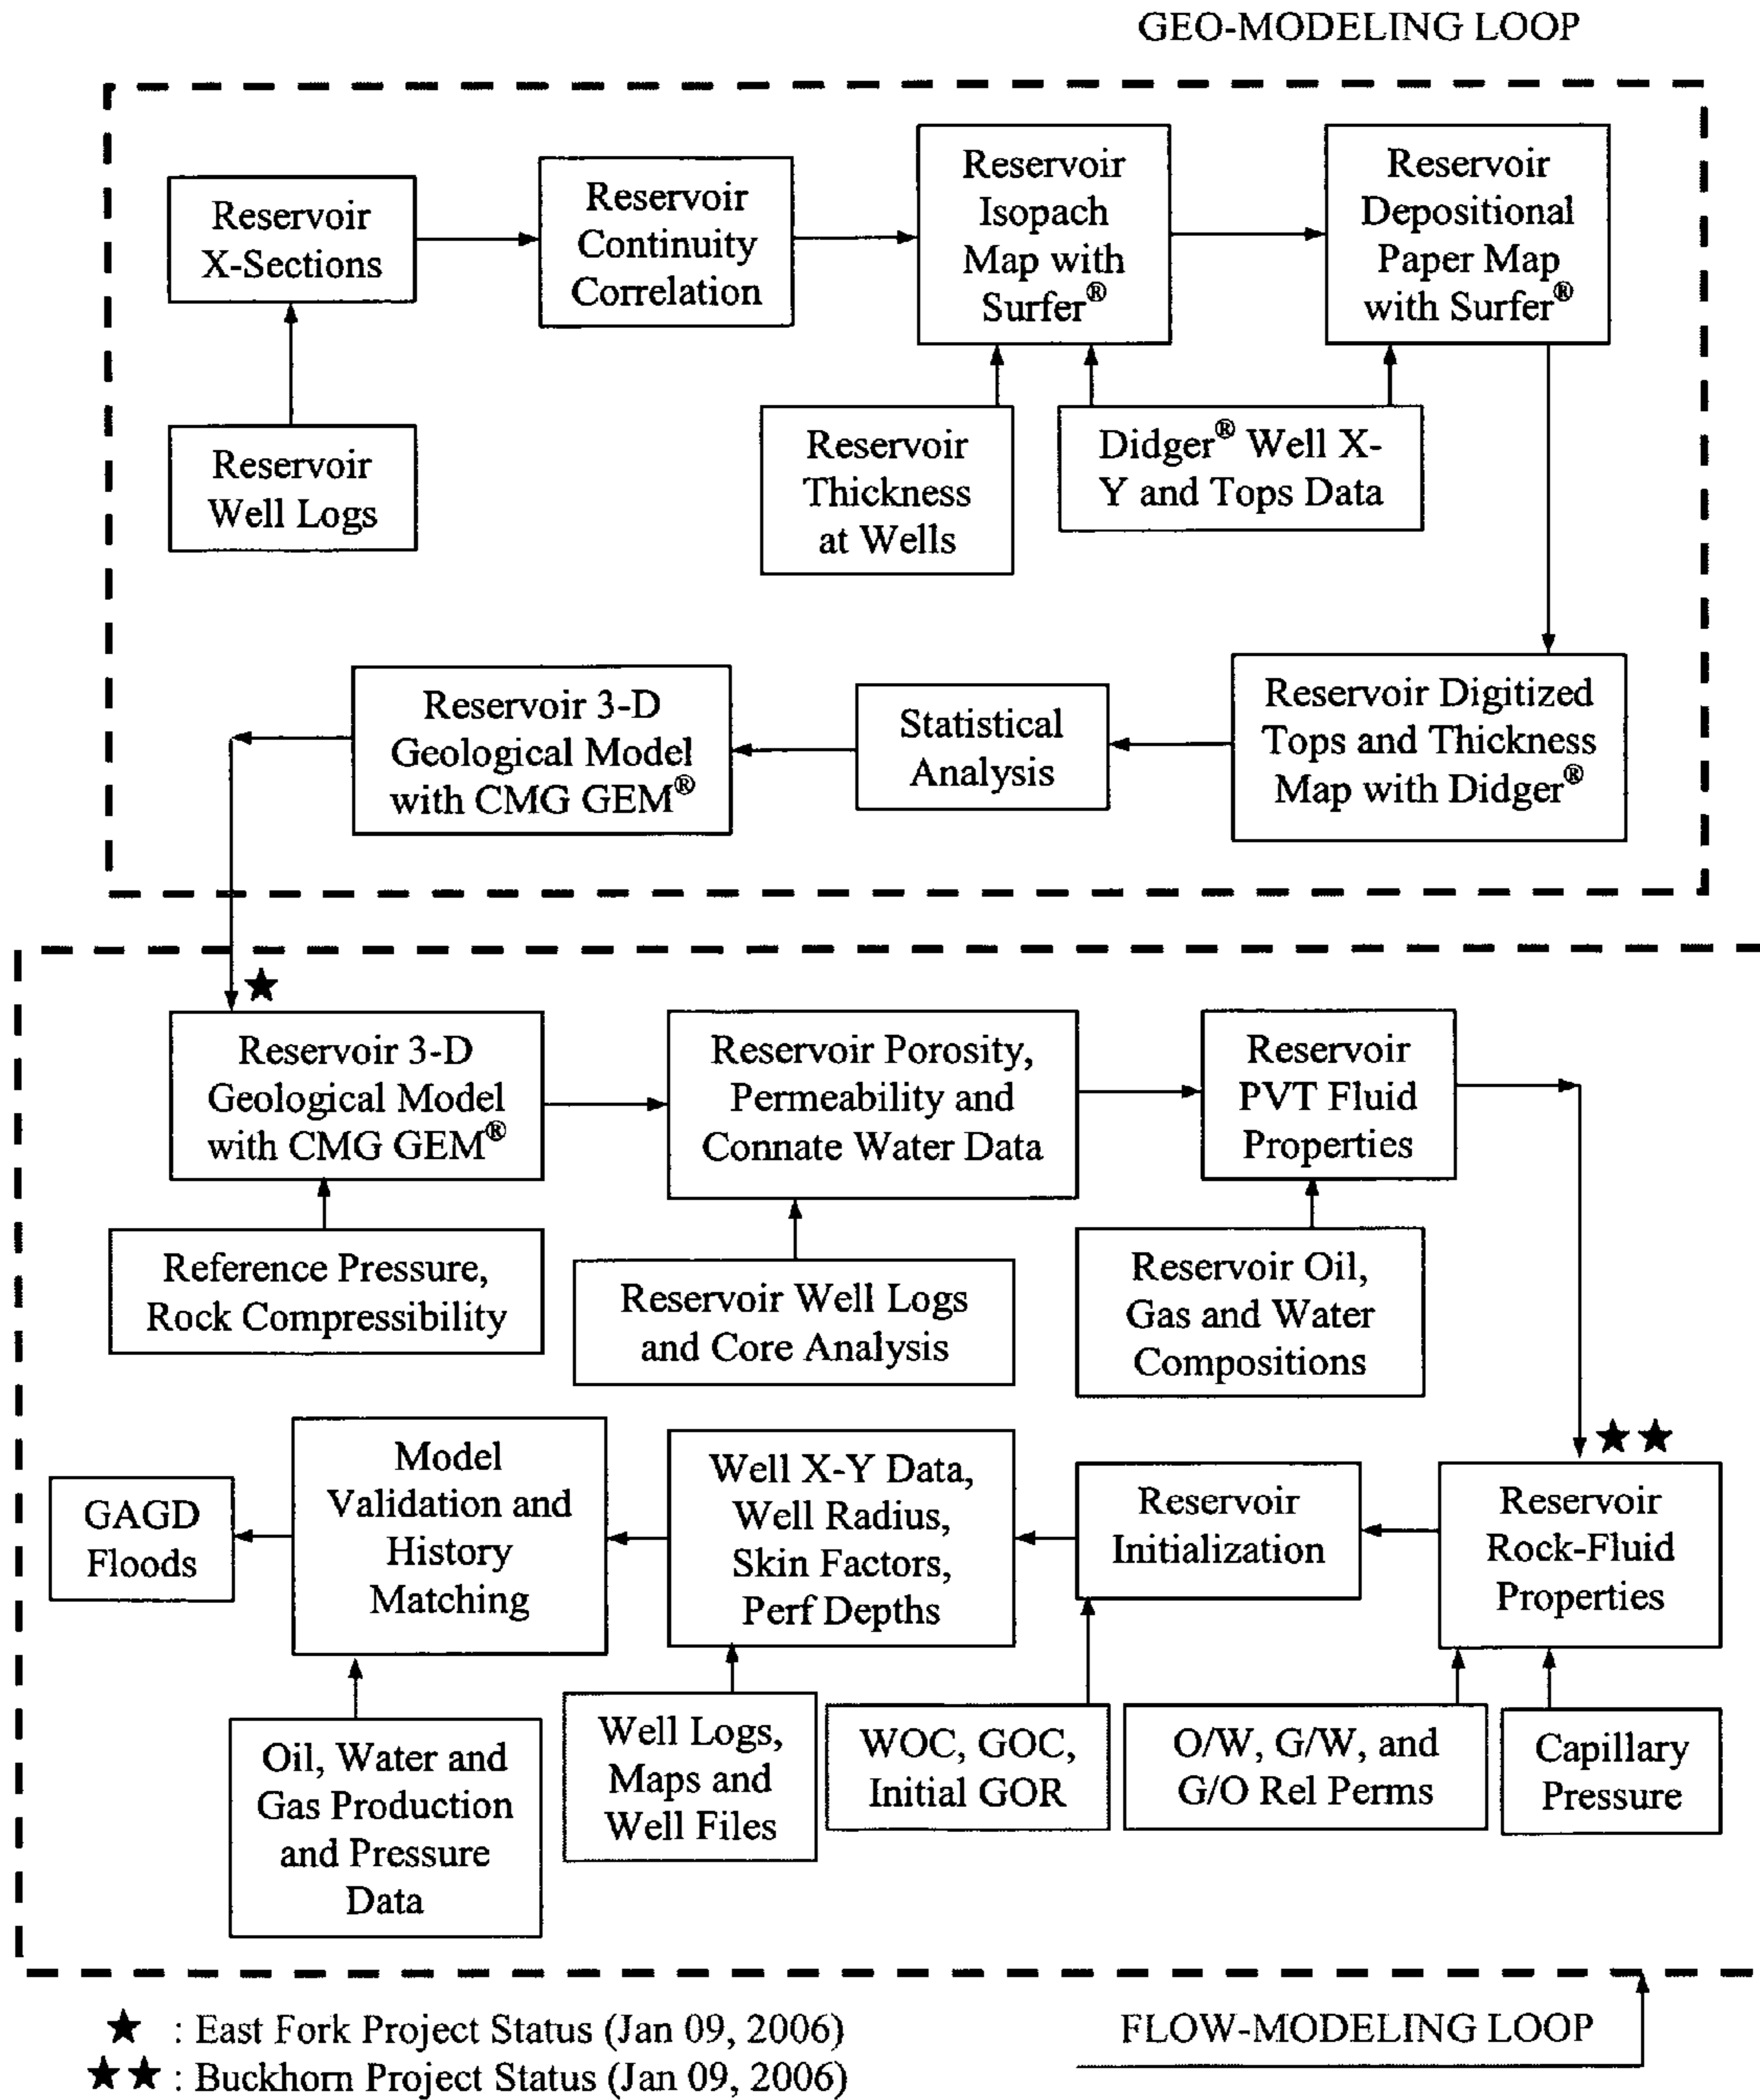 GEO-MODELING LOOP
Reservoir
X-Sections
Reservoir
Continuity
Correlation
Reservoir
Isopach
Map with
Surfer®
Reservoir
Depositional
Paper Map
with Surfer®
Reservoir
Well Logs
Reservoir
Thickness
at Wells
Didger® Well X-
Y and Tops Data
Reservoir 3-D
Geological Model
with CMG GEM®
Statistical
Analysis
Reservoir Digitized
Tops and Thickness
Map with Didger®
★
Reservoir 3-D
Geological Model
with CMG GEM®
Reservoir Porosity,
Permeability and
Connate Water Data
Reservoir
PVT Fluid
Properties
Reference Pressure,
Rock Compressibility
Reservoir Well Logs
and Core Analysis
Reservoir Oil,
Gas and Water
Compositions
★★
GAGD
Floods
Model
Validation and
History
Matching
Well X-Y Data,
Well Radius,
Skin Factors,
Perf Depths
Reservoir
Initialization
Reservoir
Rock-Fluid
Properties
Oil, Water and
Gas Production
and Pressure
Data
Well Logs,
Maps and
Well Files
WOC, GOC,
Initial GOR
O/W, G/W, and
G/O Rel Perms
Capillary
Pressure
★ : East Fork Project Status (Jan 09, 2006)
★★ : Buckhorn Project Status (Jan 09, 2006)
FLOW-MODELING LOOP